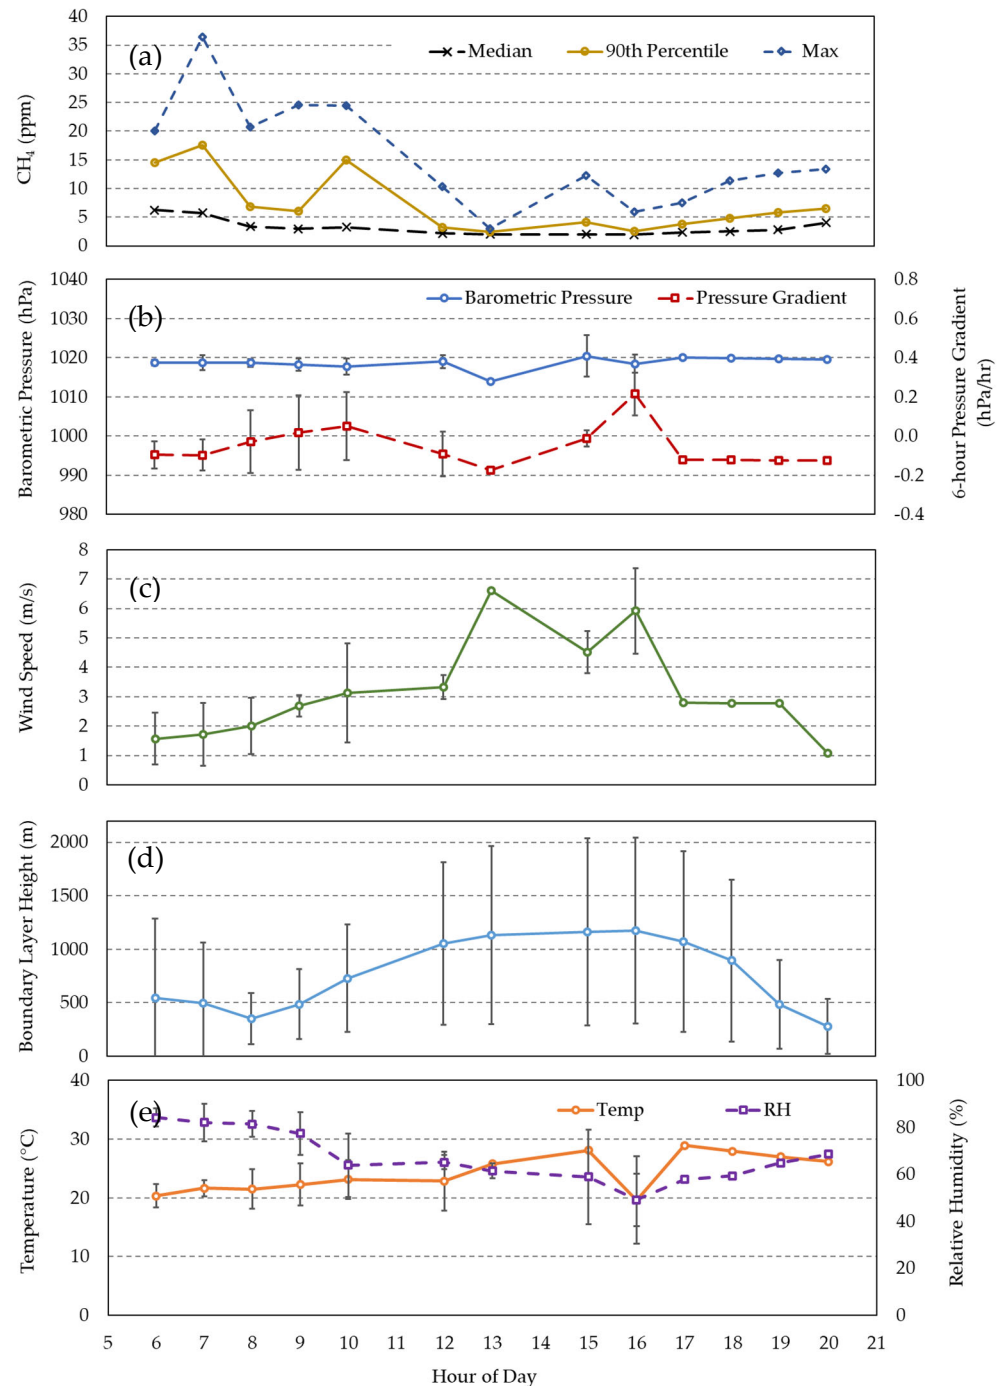 40
35
30
25
20
15
10
5
0
CH₄ (ppm)
(a)
Median
90th Percentile
Max
1040
1030
1020
1010
1000
990
980
Barometric Pressure (hPa)
(b)
Barometric Pressure
Pressure Gradient
0.8
0.6
0.4
0.2
0.0
-0.2
-0.4
6-hour Pressure Gradient
(hPa/hr)
8
7
6
5
4
3
2
1
0
Wind Speed (m/s)
(c)
2000
1500
1000
500
0
Boundary Layer Height (m)
(d)
40
30
20
10
0
Temperature (°C)
(e)
Temp
RH
100
80
60
40
20
0
Relative Humidity (%)
5 6 7 8 9 10 11 12 13 14 15 16 17 18 19 20 21
Hour of Day